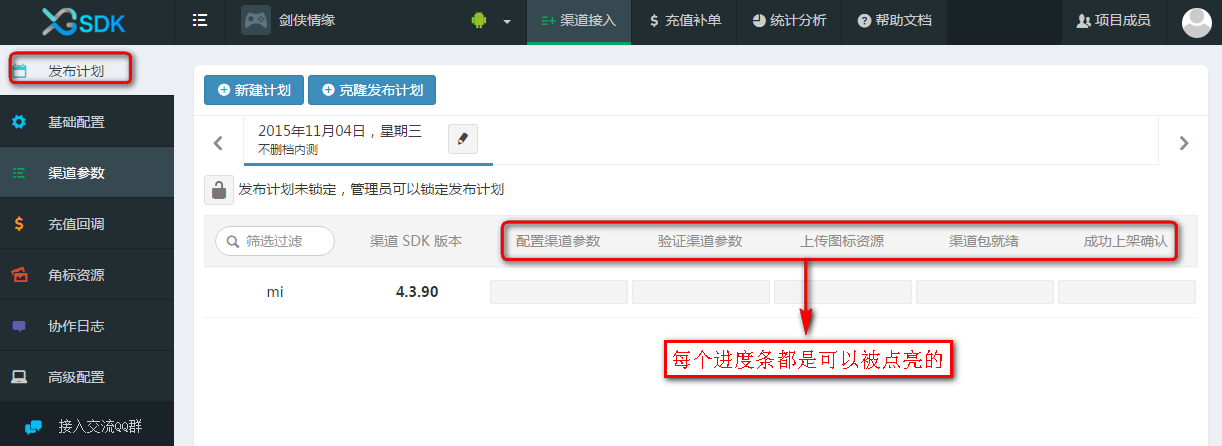 XGSDK
剑侠情缘
渠道接入
$ 充值补单
统计分析
帮助文档
项目成员
发布计划
基础配置
渠道参数
充值回调
角标资源
协作日志
高级配置
接入交流QQ群
新建计划
克隆发布计划
2015年11月04日，星期三
不删档内测
发布计划未锁定，管理员可以锁定发布计划
筛选过滤
渠道 SDK 版本
配置渠道参数
验证渠道参数
上传图标资源
渠道包就绪
成功上架确认
mi
4.3.90
每个进度条都是可以被点亮的